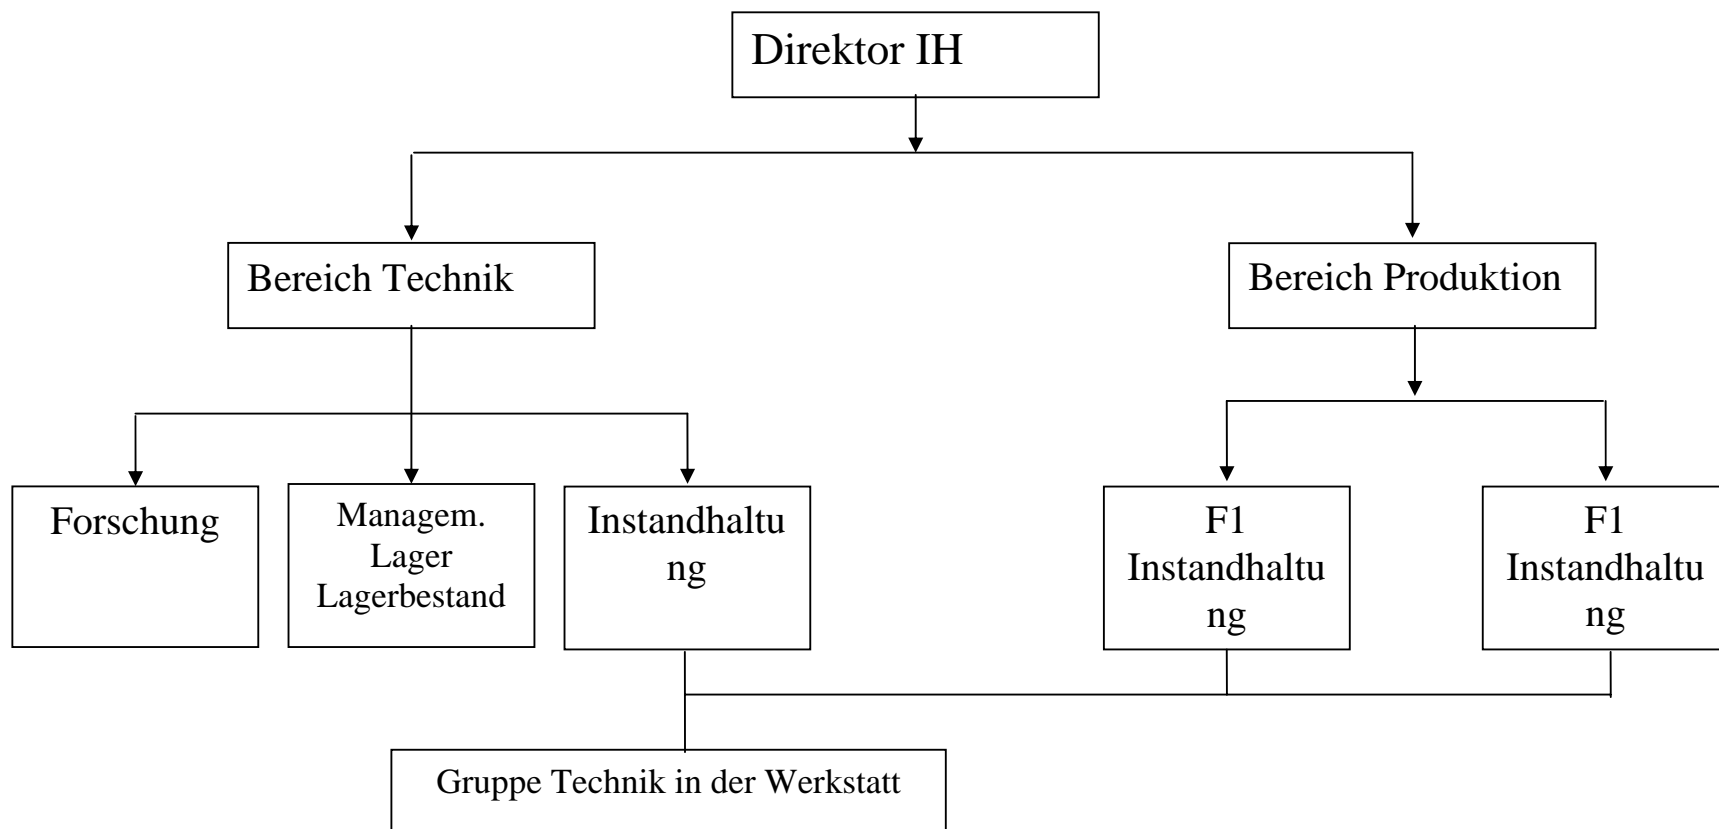 Direktor IH
Bereich Technik
Bereich Produktion
Forschung
Managem.
Lager
Lagerbestand
Instandhaltu
ng
F1
Instandhaltu
ng
F1
Instandhaltu
ng
Gruppe Technik in der Werkstatt